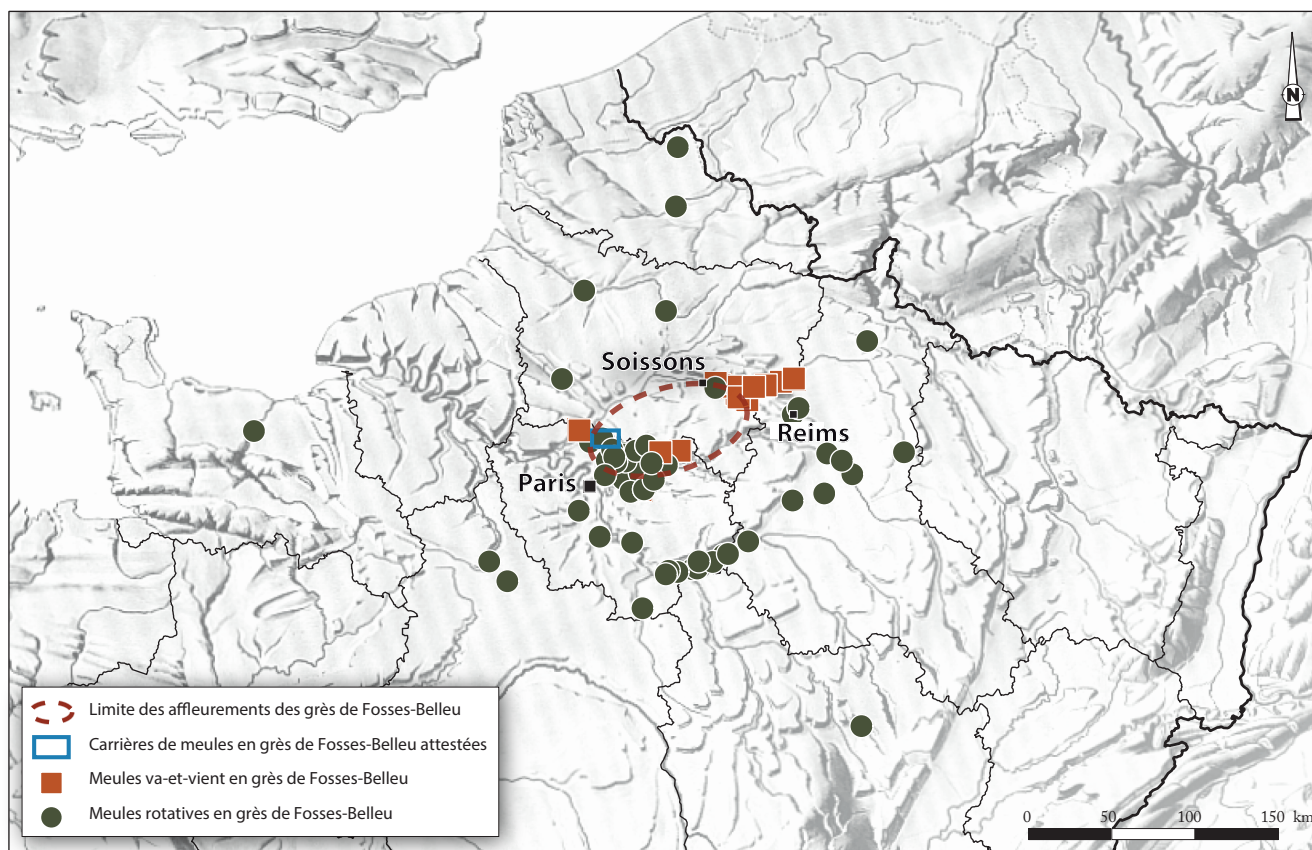 N
Soissons
Reims
Paris
Limite des affleurements des grès de Fosses-Belleu
Carrières de meules en grès de Fosses-Belleu attestées
Meules va-et-vient en grès de Fosses-Belleu
Meules rotatives en grès de Fosses-Belleu
0 50 100 150 km